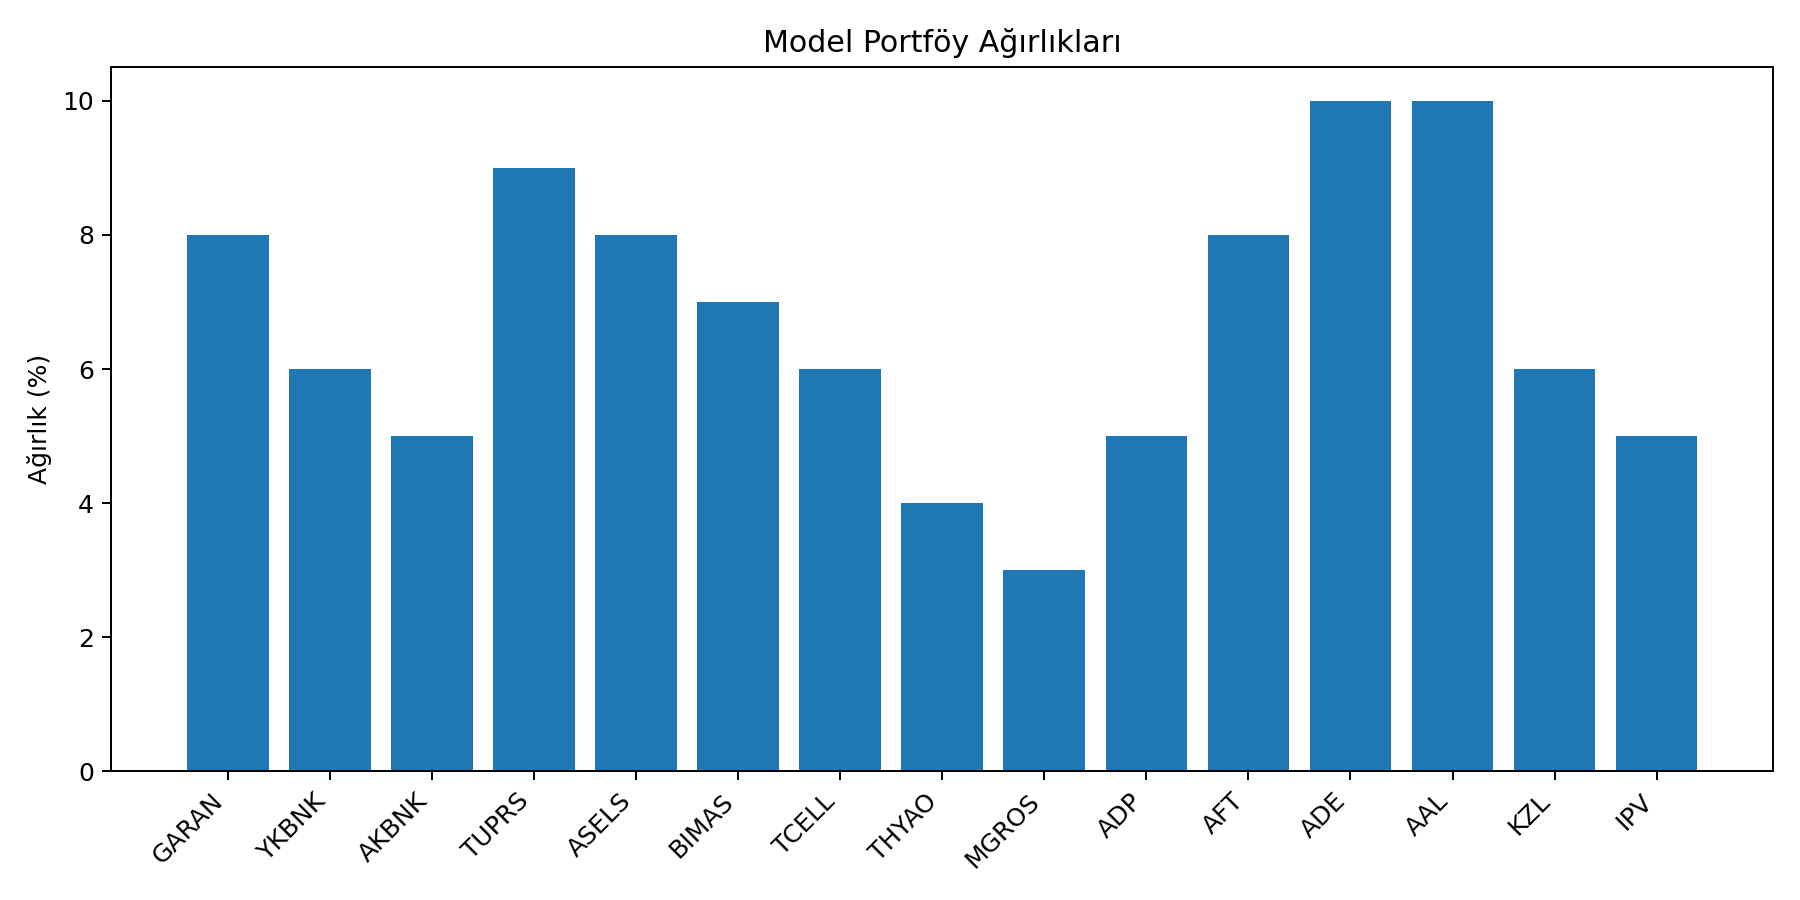 Model Portföy Ağırlıkları
Ağırlık (%)
10
8
6
4
2
0
GARAN
YKBNK
AKBNK
TUPRS
ASELS
BIMAS
TCELL
THYAO
MGROS
ADP
AFT
ADE
AAL
KZL
IPV